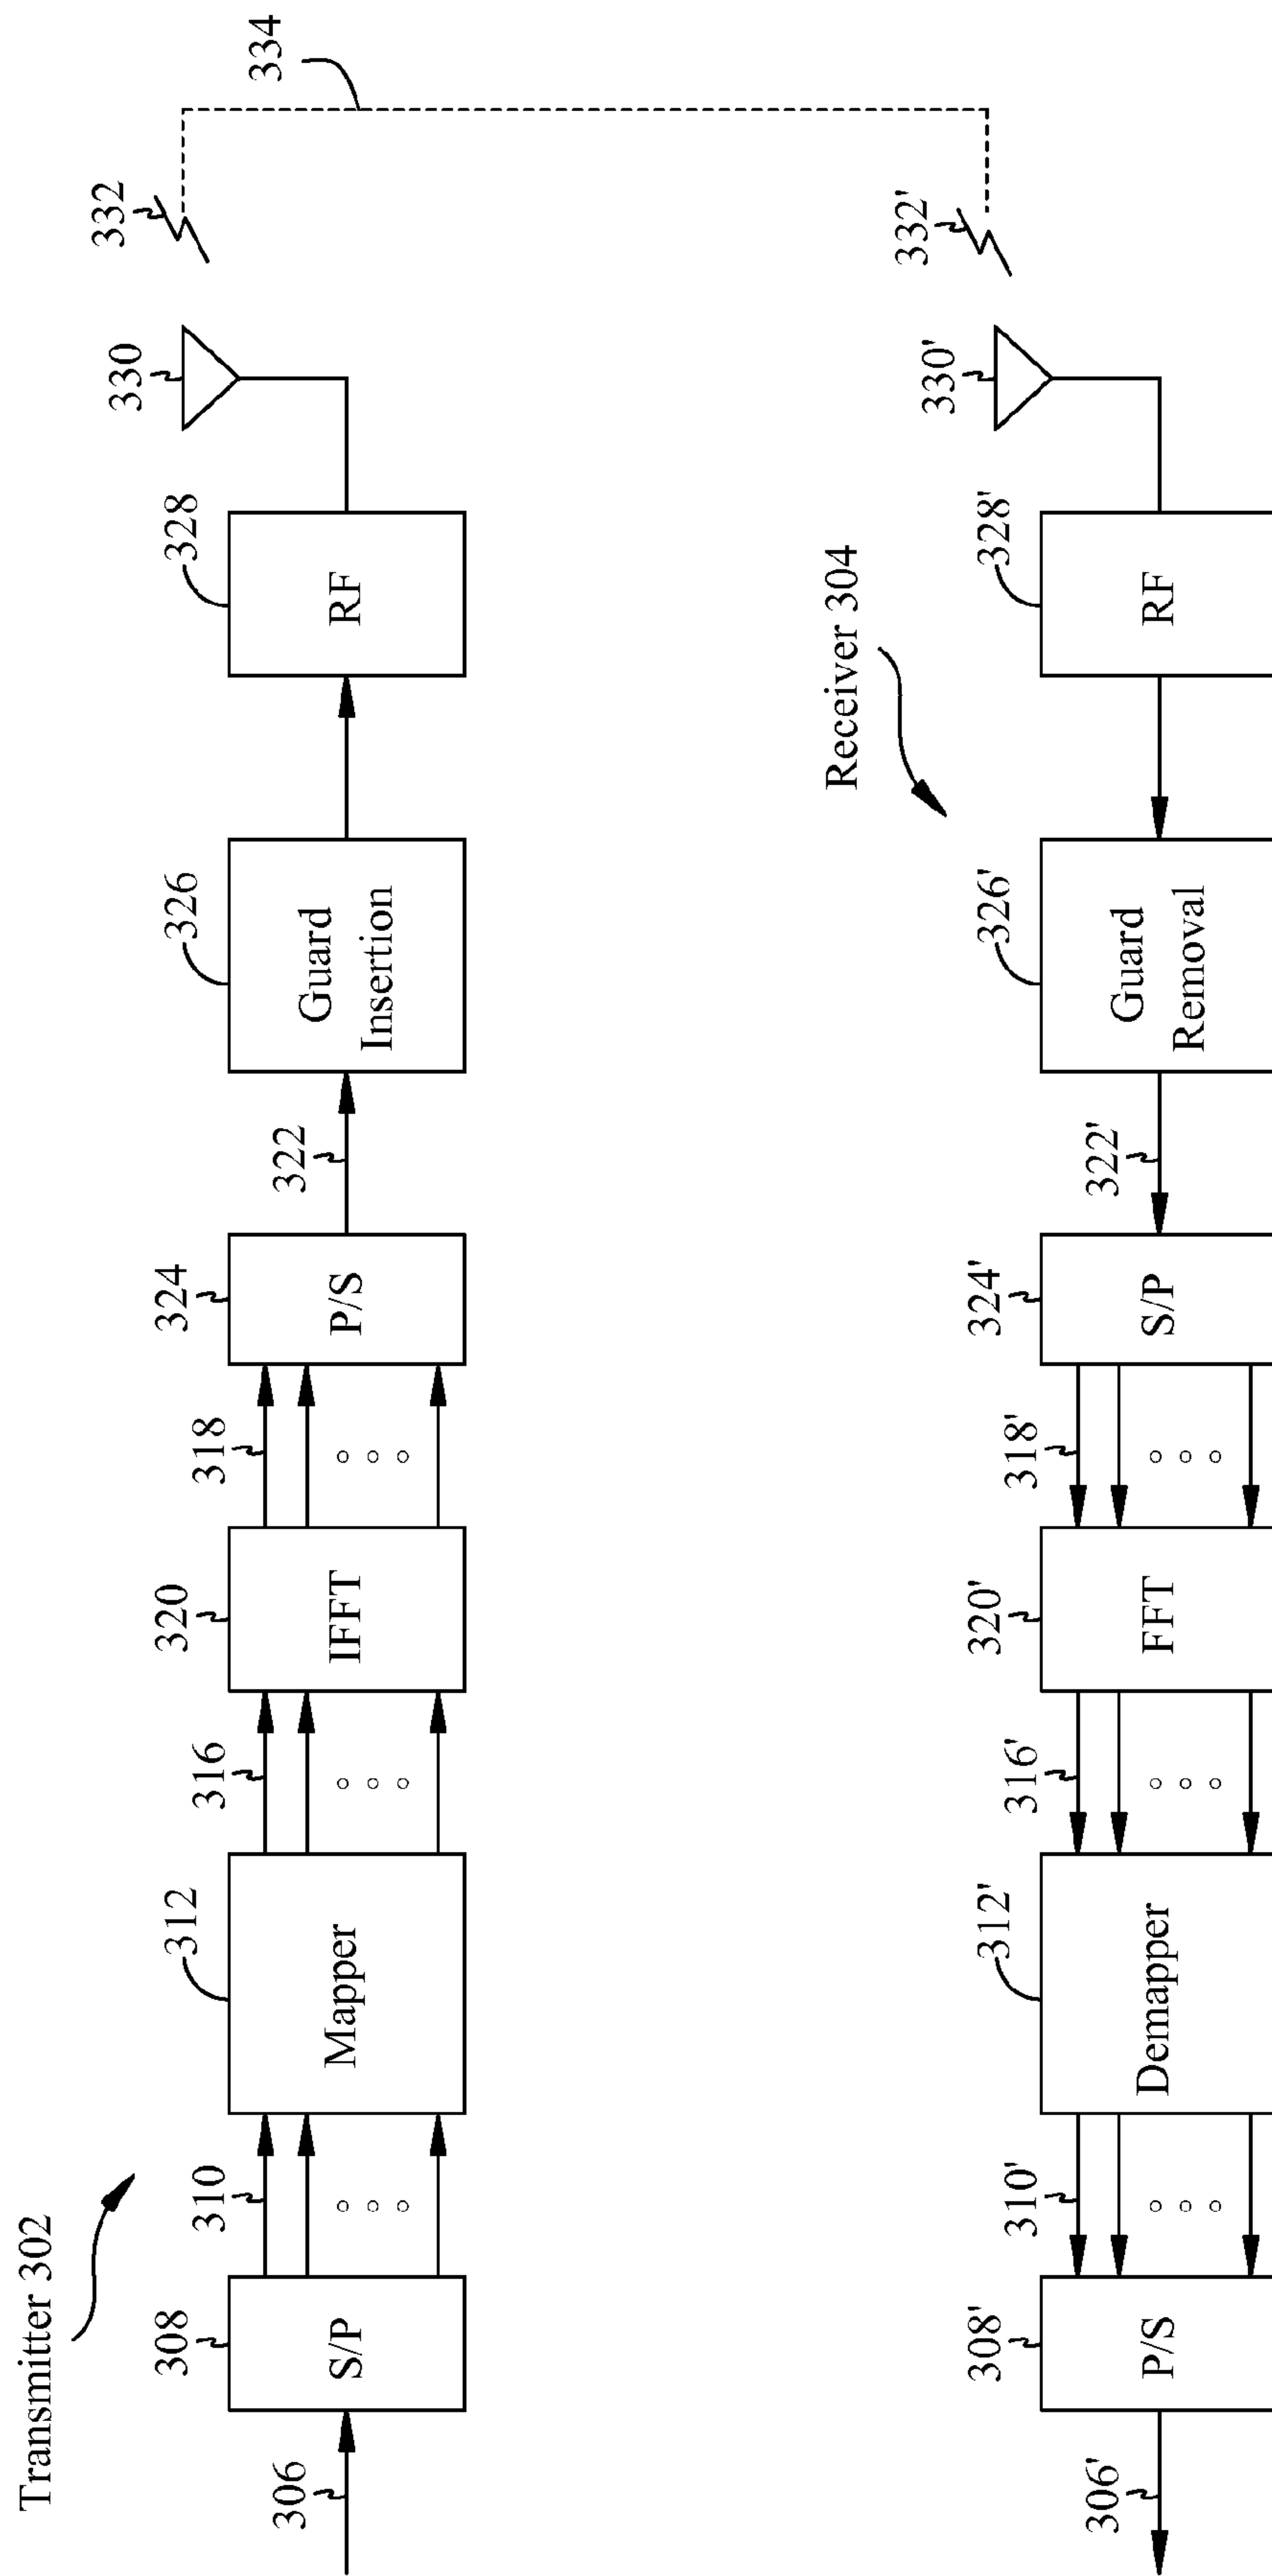 Transmitter 302
306
308
S/P
310
312
Mapper
316
320
IFFT
318
324
P/S
322
326
Guard
Insertion
328
RF
330
332
334
Receiver 304
306'
308'
P/S
310'
312'
Demapper
316'
320'
FFT
318'
324'
S/P
322'
326'
Guard
Removal
328'
RF
330'
332'